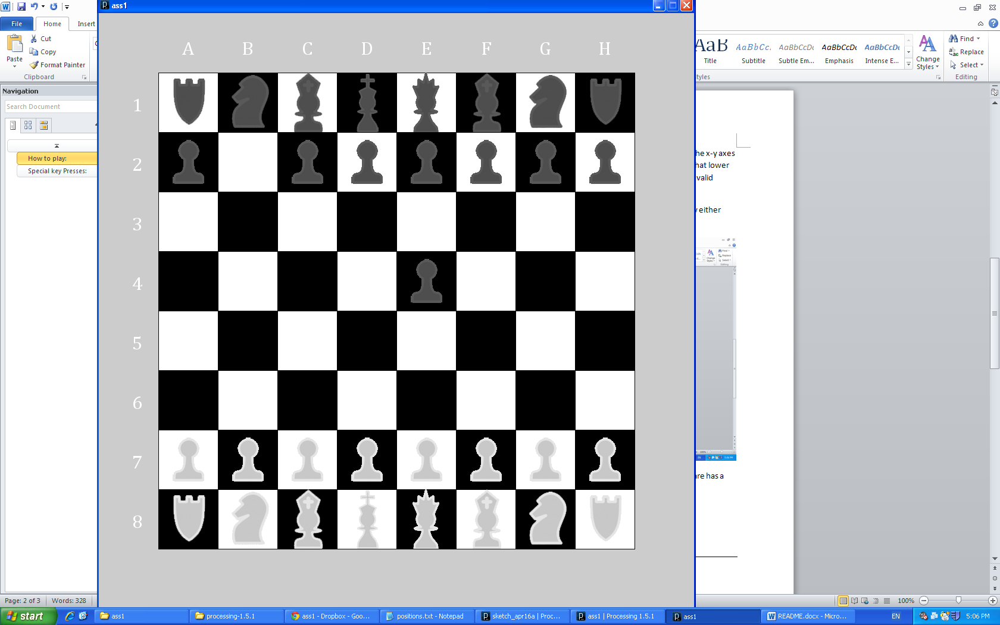 ass1
File
Home
Insert
Cut
Copy
Format Painter
Paste
Clipboard
Navigation
Search Document
How to play:
Special key Presses:
A B C D E F G H
1
2
3
4
5
6
7
8
AaB
AaBbCc.
AaBbCcDc
AaBbCcDc
AaBbCcDc
Title
Subtitle
Subtle Em...
Emphasis
Intense E...
Change
Styles
Find
Replace
Select
Editing
he x-y axes
hat lower
valid
either
re has a
Page: 2 of 3
Words: 328
100%
start
ass1
processing-1.5.1
ass1 - Dropbox - Goo...
positions.txt - Notepad
sketch_apr16a | Proc...
ass1 | Processing 1.5.1
ass1
README.docx - Micro...
EN
5:06 PM